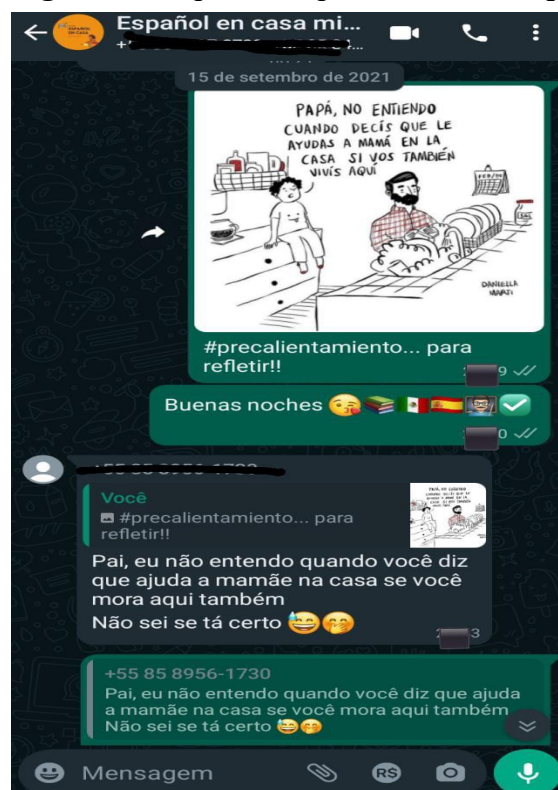 Español en casa mi...
15 de setembro de 2021
PAPÁ, NO ENTIENDO
CUANDO DECÍS QUE LE
AYUDAS A MAMÁ EN LA
CASA SI VOS TAMBIÉN
VIVÍS AQUÍ
DANIELLA
MARTI
#precalientamiento... para
refletir!!
Buenas noches 😘📚🇲🇽🇪🇸👨🏽‍🏫✅
Você
#precalientamiento... para
refletir!!
Pai, eu não entendo quando você diz
que ajuda a mamãe na casa se você
mora aqui também
Não sei se tá certo 😅🤭
+55 85 8956-1730
Pai, eu não entendo quando você diz que ajuda
a mamãe na casa se você mora aqui também
Não sei se tá certo 😅🤭
Mensagem